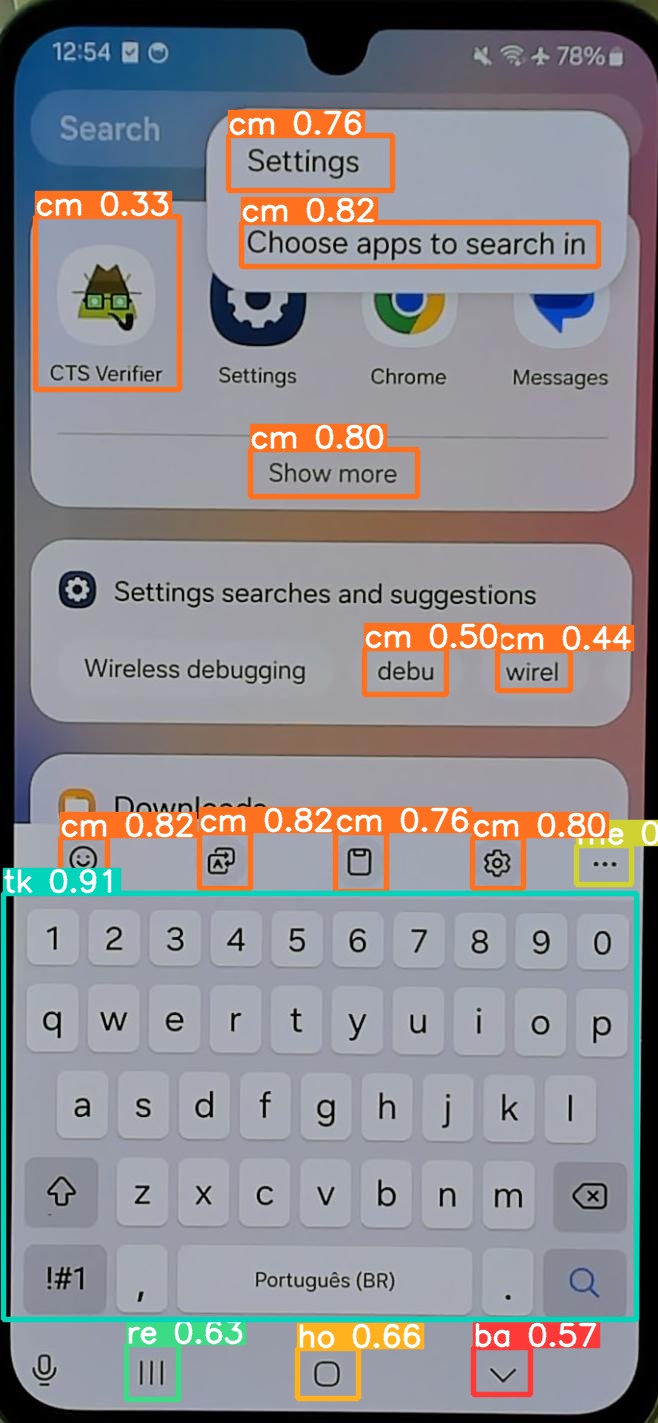 12:54 78%
Search
cm 0.76
Settings
cm 0.82
Choose apps to search in
cm 0.33
CTS Verifier Settings Chrome Messages
cm 0.80
Show more
Settings searches and suggestions
cm 0.50 cm 0.44
Wireless debugging debu wirel
Downloads
cm 0.82 cm 0.82 cm 0.76 cm 0.80 me 0
tk 0.91
1 2 3 4 5 6 7 8 9 0
q w e r t y u i o p
a s d f g h j k l
z x c v b n m
!#1 , Português (BR) .
re 0.63 ho 0.66 ba 0.57